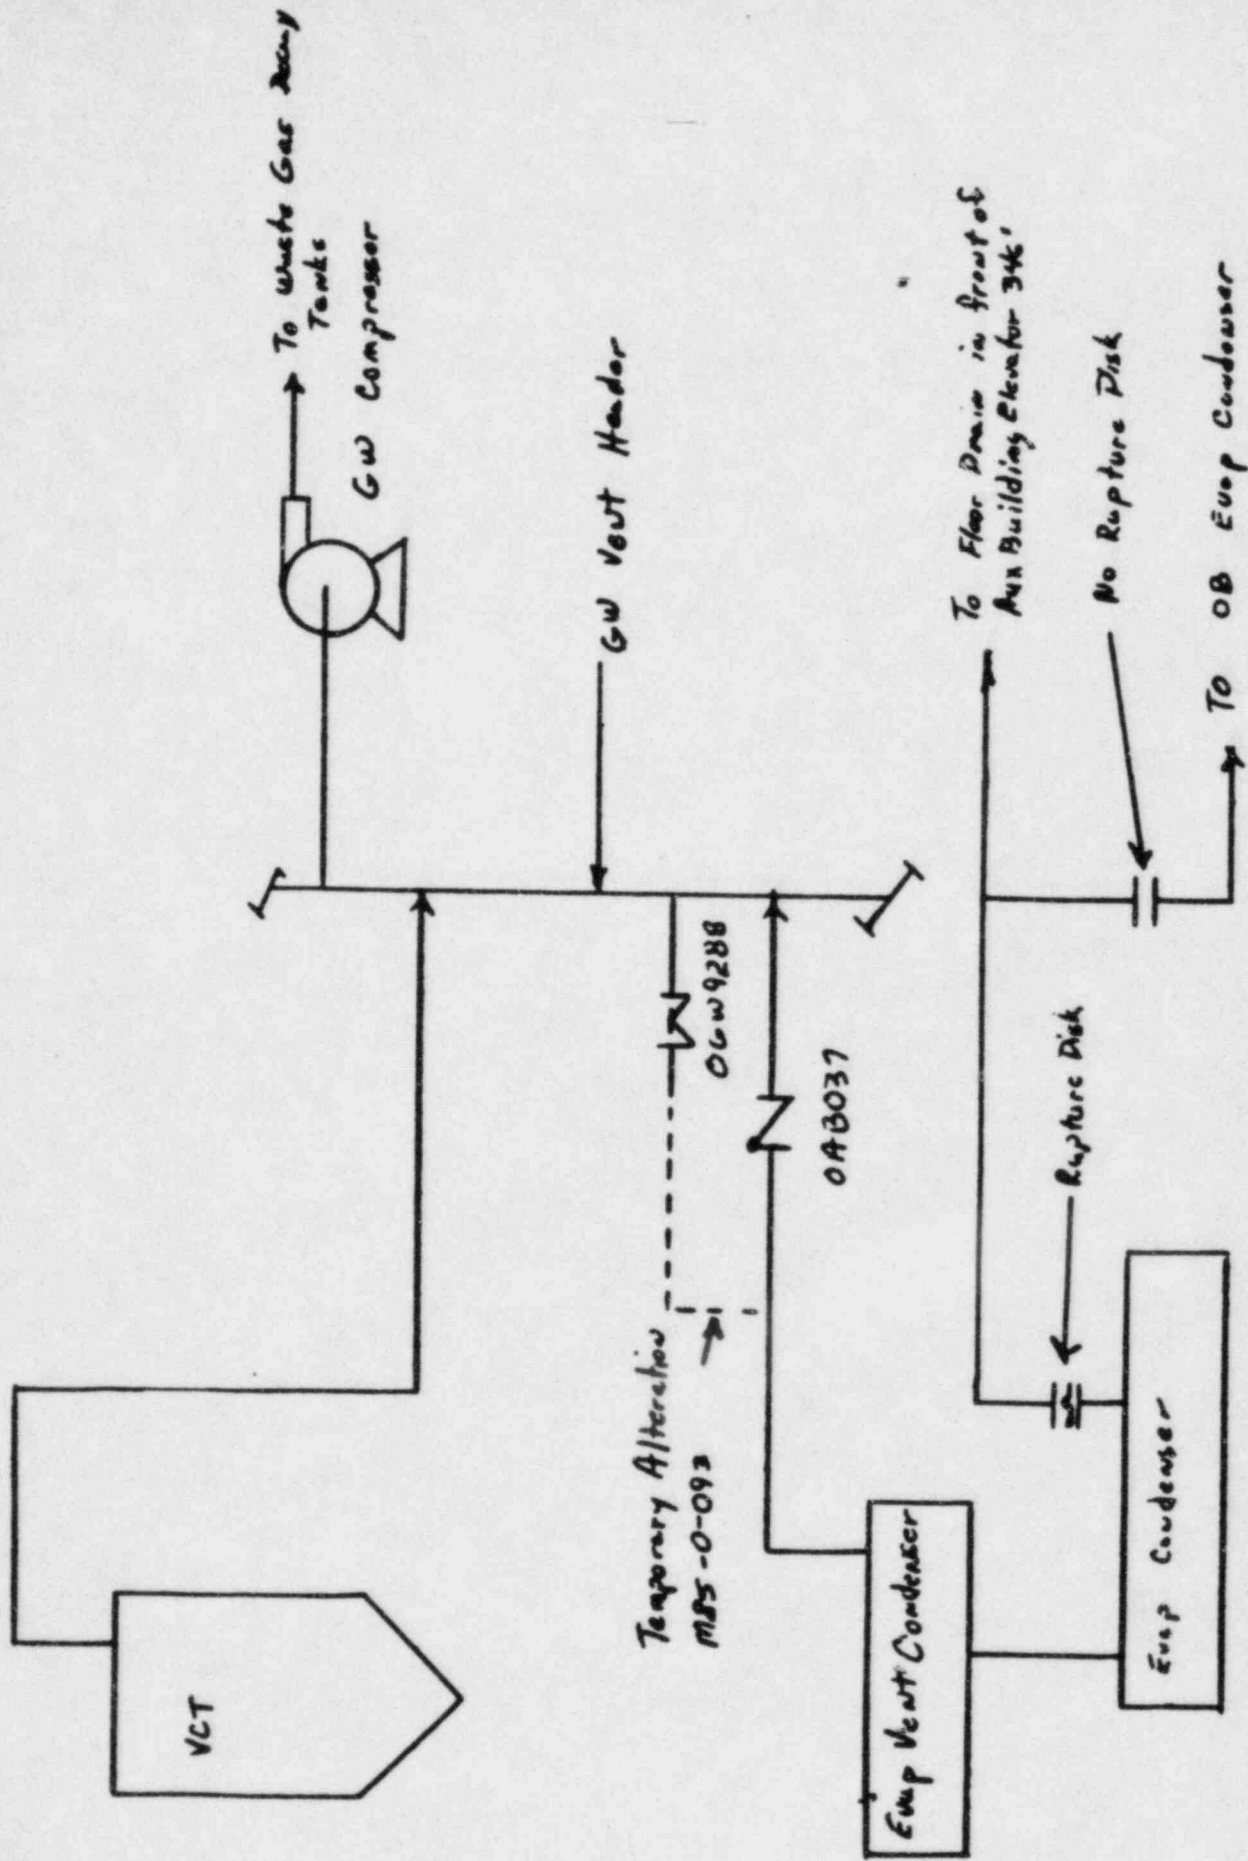 VCT
To Waste Gas Decay
Tanks
GW Compressor
GW Vent Header
Temporary Alteration
M85-0-093
OGW9288
OAB037
Evap Vent Condenser
Evap Condenser
Rupture Disk
To Floor Drain in front of
Aux Building Elevator 346'
No Rupture Disk
TO OB Evap Condenser